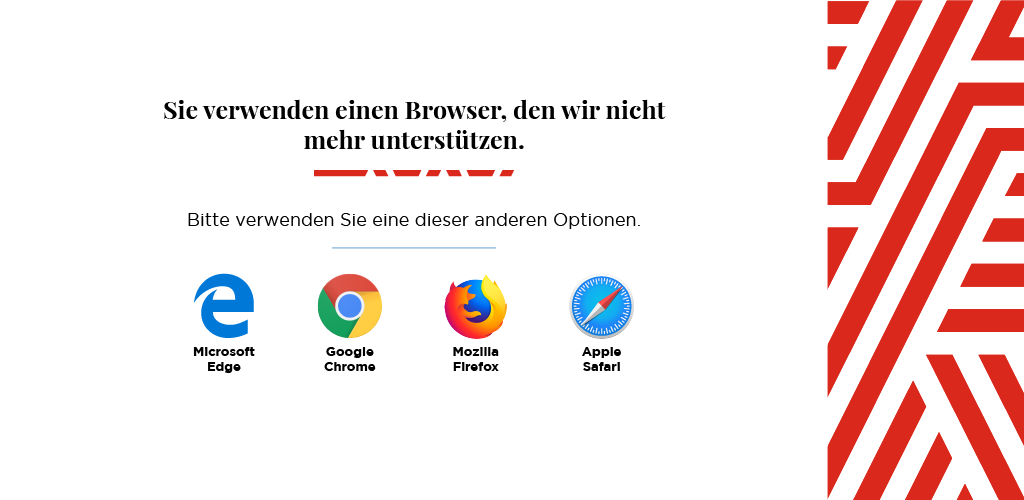 Sie verwenden einen Browser, den wir nicht
mehr unterstützen.
Bitte verwenden Sie eine dieser anderen Optionen.
Microsoft
Edge
Google
Chrome
Mozilla
Firefox
Apple
Safari